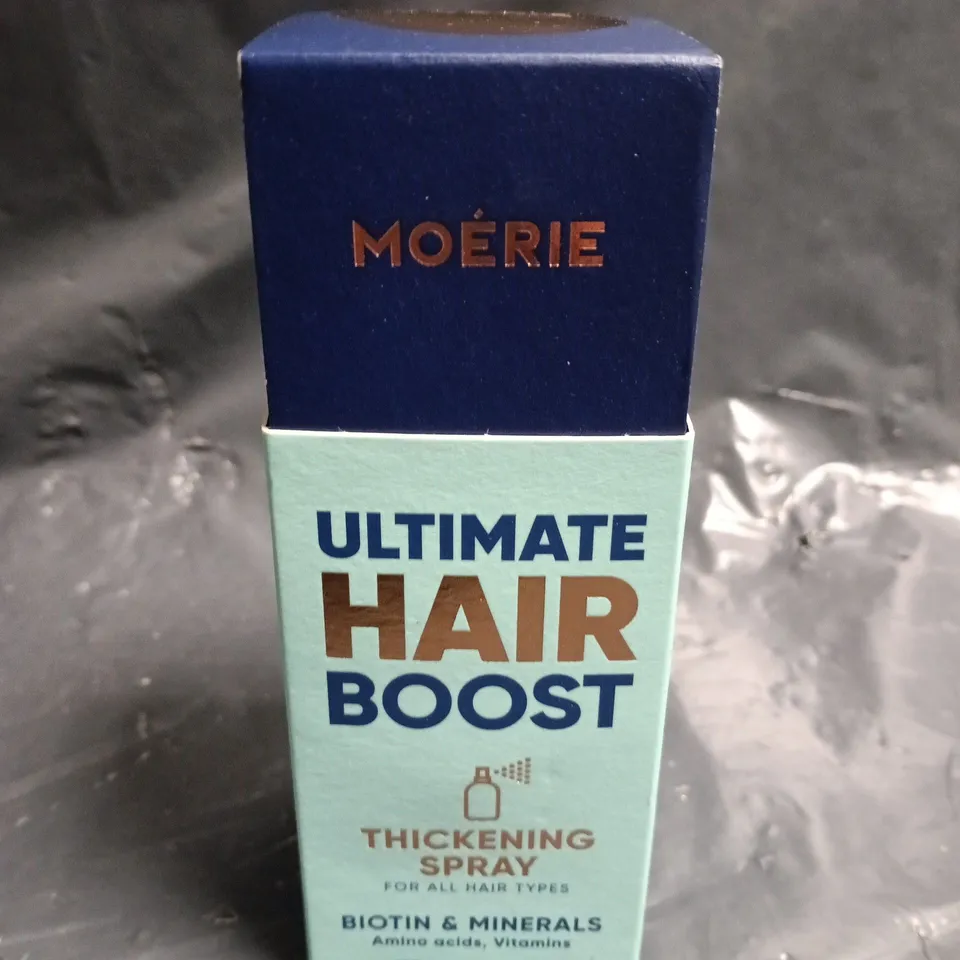 MOÉRIE
ULTIMATE
HAIR
BOOST
THICKENING
SPRAY
FOR ALL HAIR TYPES
BIOTIN & MINERALS
Amino acids, Vitamins